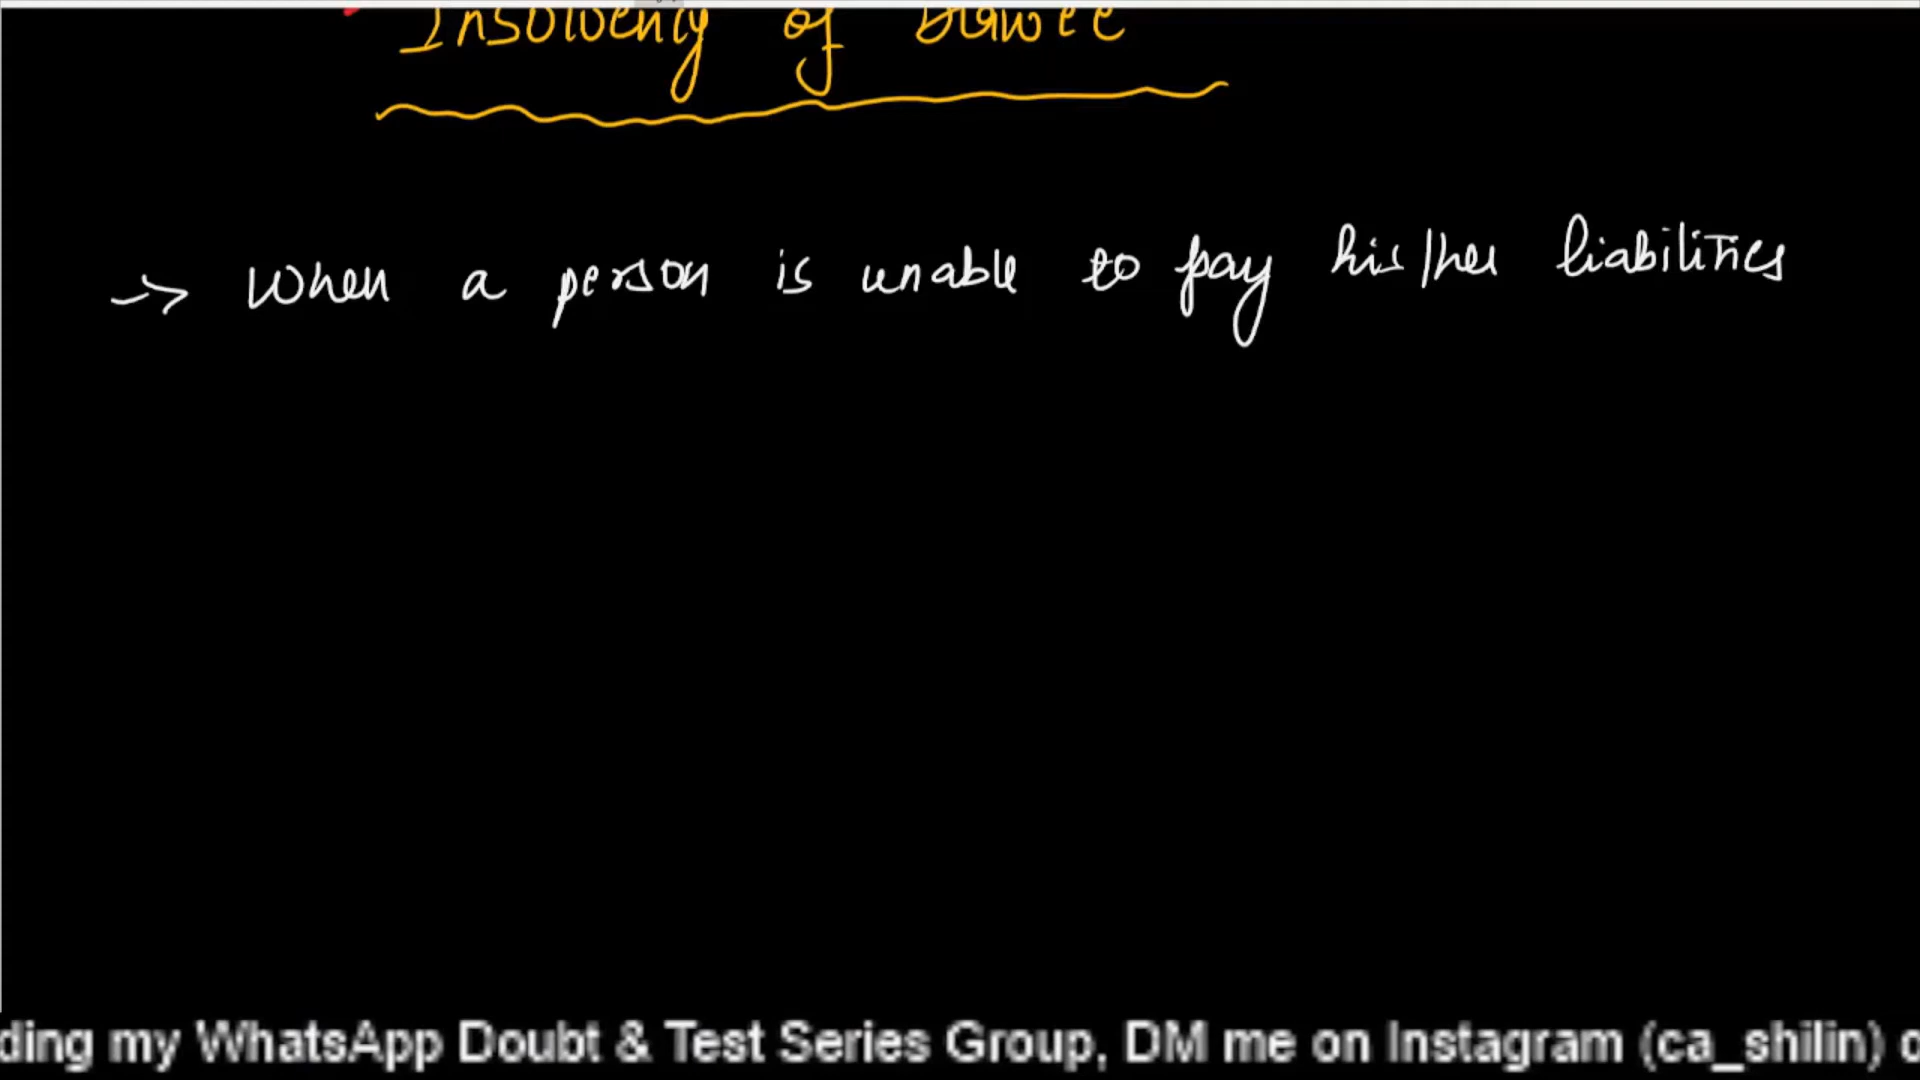 Insolvency of Drawee
-> When a person is unable to pay his/her liabilities
ding my WhatsApp Doubt & Test Series Group, DM me on Instagram (ca_shilin) o